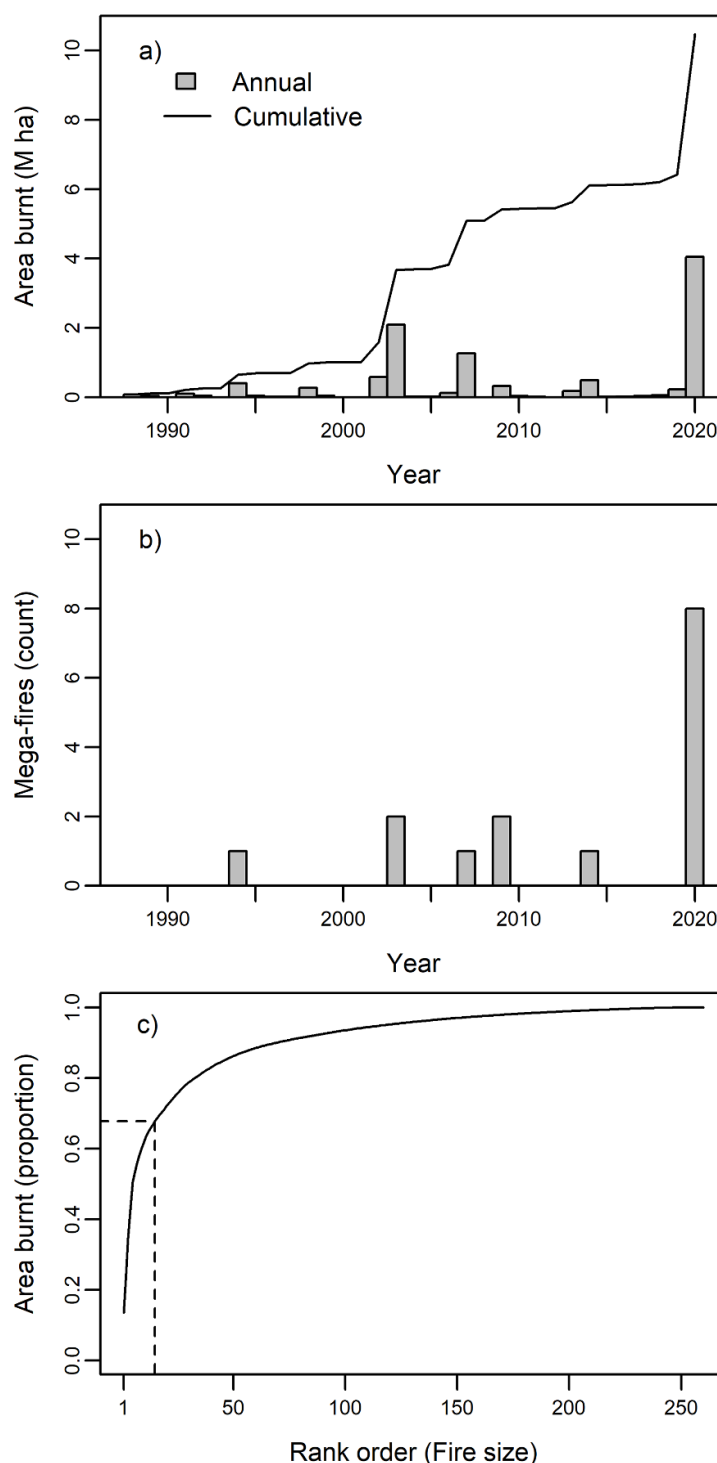 a)
Annual
Cumulative
Area burnt (M ha)
0 2 4 6 8 10
1990 2000 2010 2020
Year
b)
Mega-fires (count)
0 2 4 6 8 10
1990 2000 2010 2020
Year
c)
Area burnt (proportion)
0.0 0.2 0.4 0.6 0.8 1.0
1 50 100 150 200 250
Rank order (Fire size)